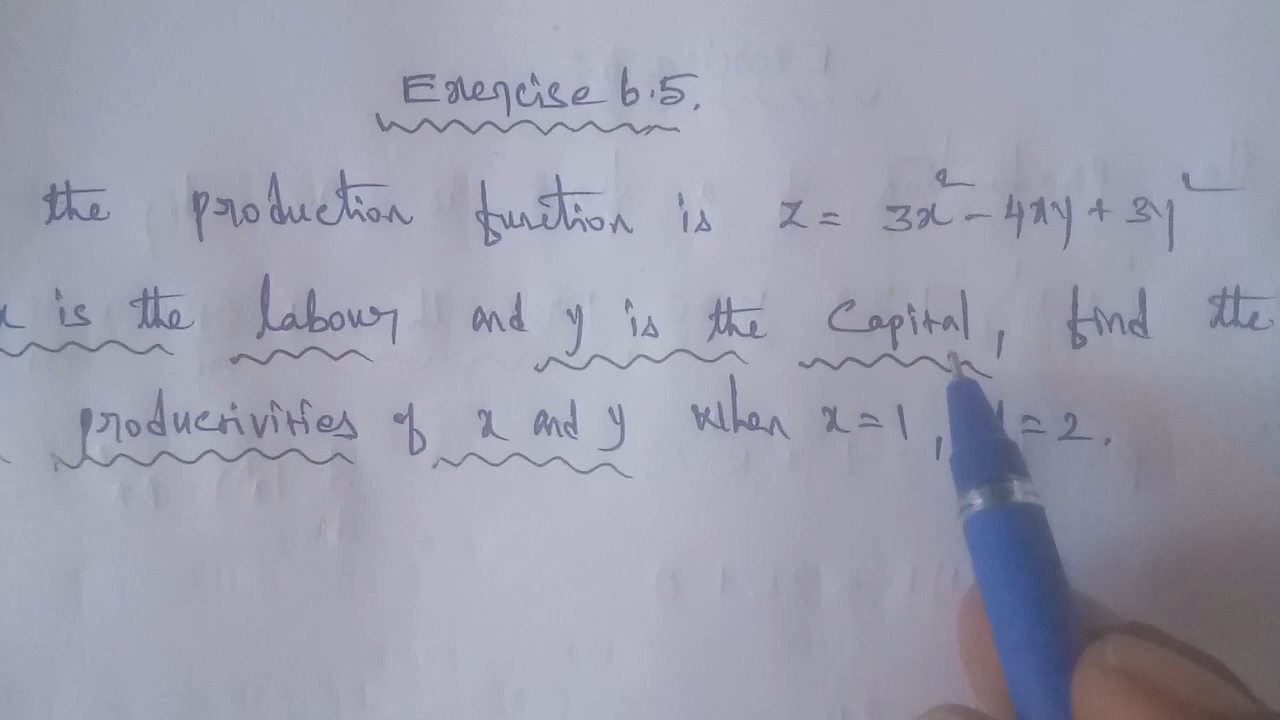 Exercise 6.5.
the production function is z = 3x² - 4xy + 3y²
x is the labour and y is the Capital, find the
productivities of x and y when x = 1, = 2.